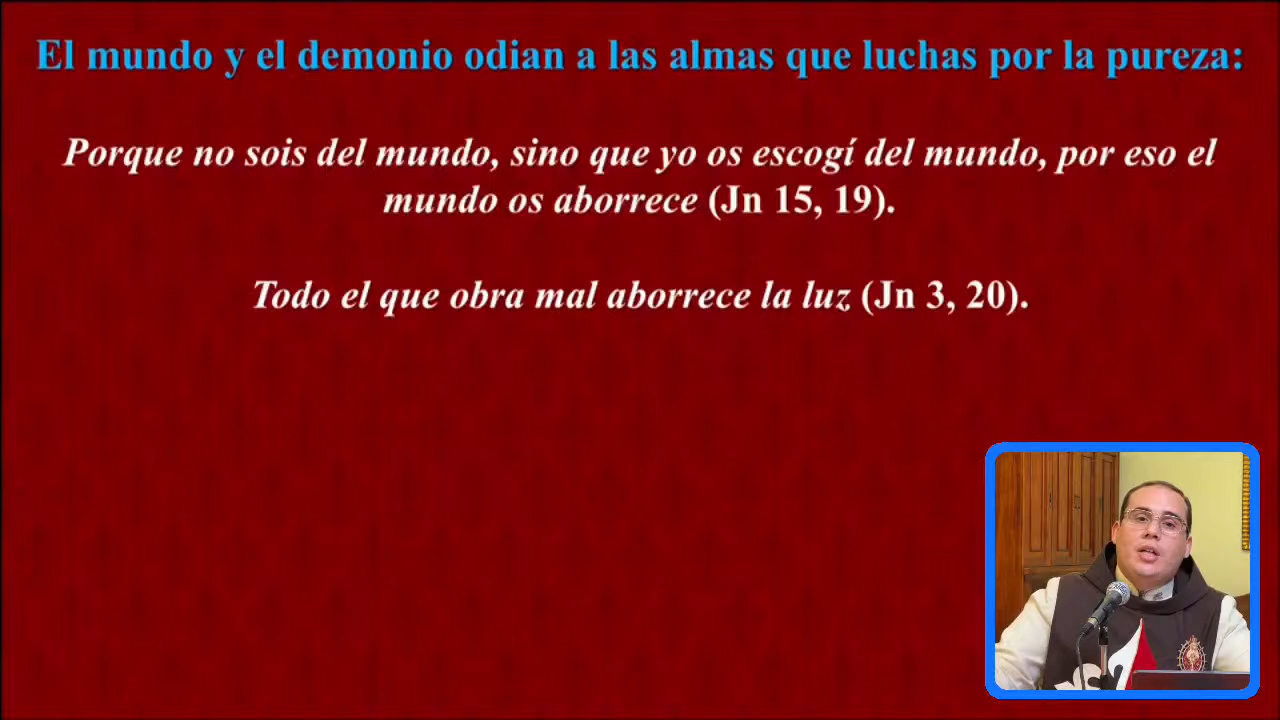 El mundo y el demonio odian a las almas que luchas por la pureza:
Porque no sois del mundo, sino que yo os escogí del mundo, por eso el
mundo os aborrece (Jn 15, 19).
Todo el que obra mal aborrece la luz (Jn 3, 20).